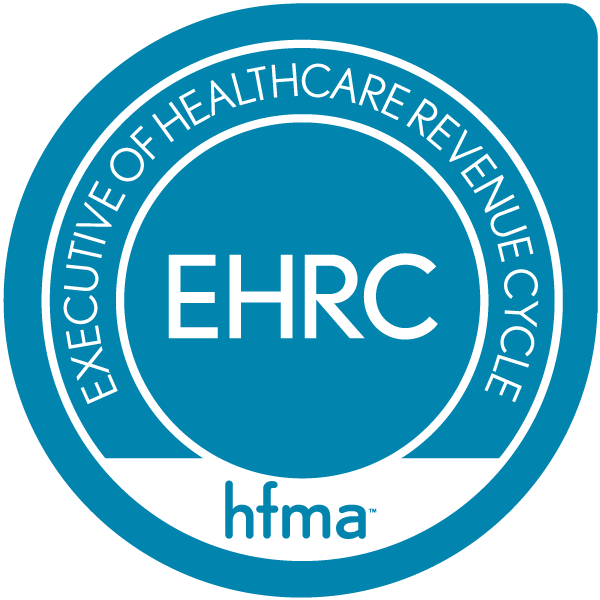 EXECUTIVE OF HEALTHCARE REVENUE CYCLE
EHRC
hfma™